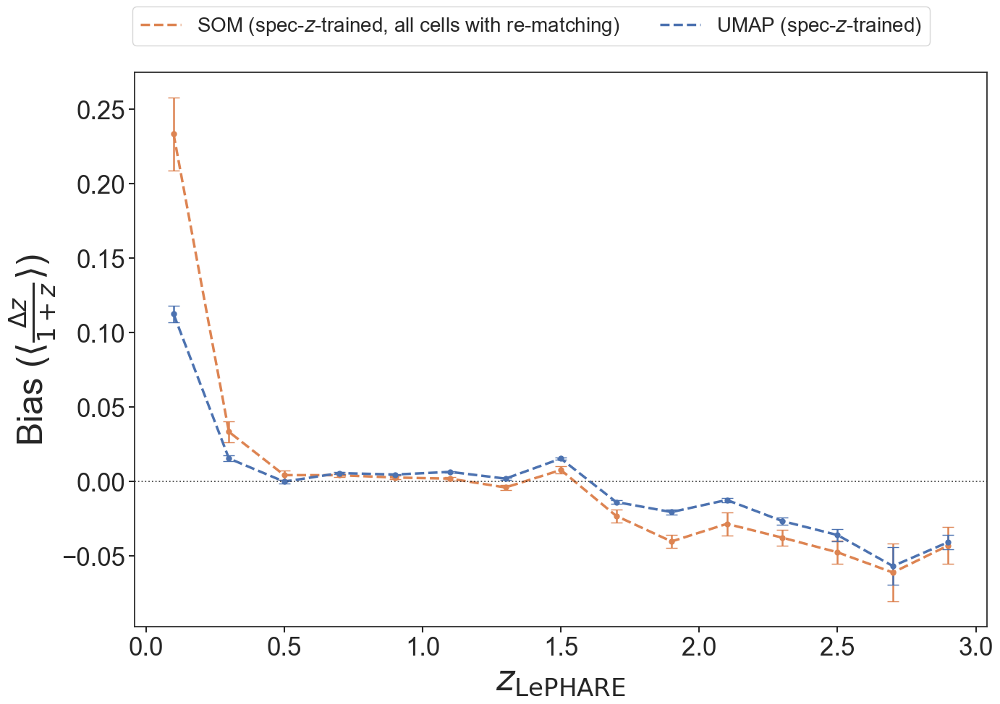 SOM (spec-z-trained, all cells with re-matching) UMAP (spec-z-trained)
Bias (⟨Δz/1 + z⟩)
0.25
0.20
0.15
0.10
0.05
0.00
−0.05
0.0 0.5 1.0 1.5 2.0 2.5 3.0
zLePHARE